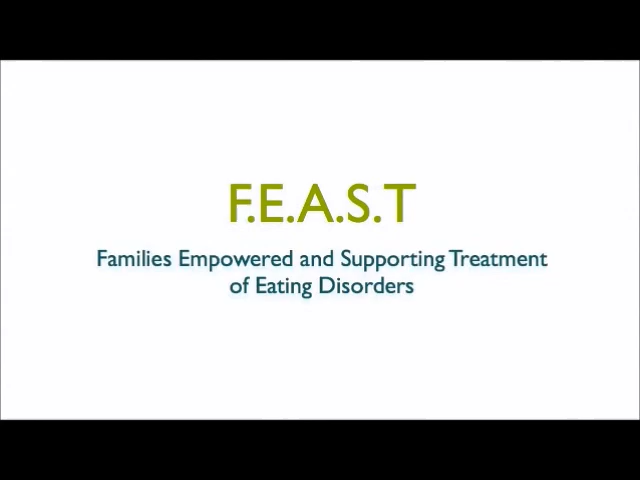 F.E.A.S.T
Families Empowered and Supporting Treatment
of Eating Disorders